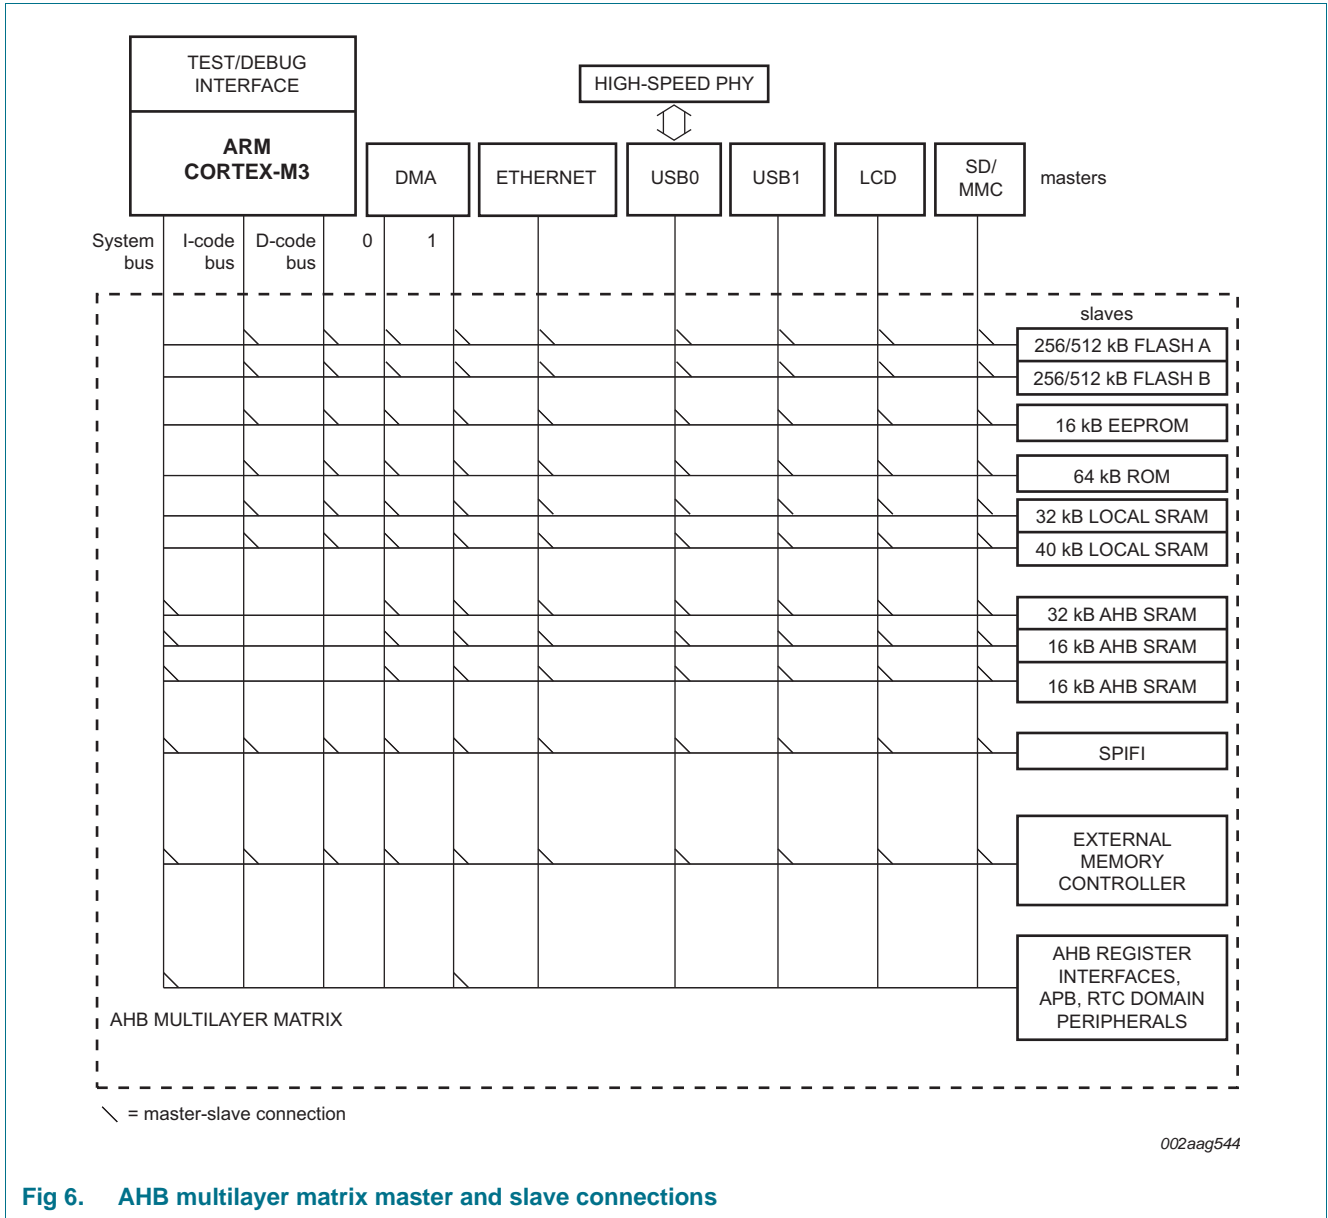 TEST/DEBUG
INTERFACE
ARM
CORTEX-M3
HIGH-SPEED PHY
DMA
ETHERNET
USB0
USB1
LCD
SD/
MMC
masters
System
bus
I-code
bus
D-code
bus
0
1
slaves
256/512 kB FLASH A
256/512 kB FLASH B
16 kB EEPROM
64 kB ROM
32 kB LOCAL SRAM
40 kB LOCAL SRAM
32 kB AHB SRAM
16 kB AHB SRAM
16 kB AHB SRAM
SPIFI
EXTERNAL
MEMORY
CONTROLLER
AHB REGISTER
INTERFACES,
APB, RTC DOMAIN
PERIPHERALS
AHB MULTILAYER MATRIX
= master-slave connection
002aag544
Fig 6. AHB multilayer matrix master and slave connections